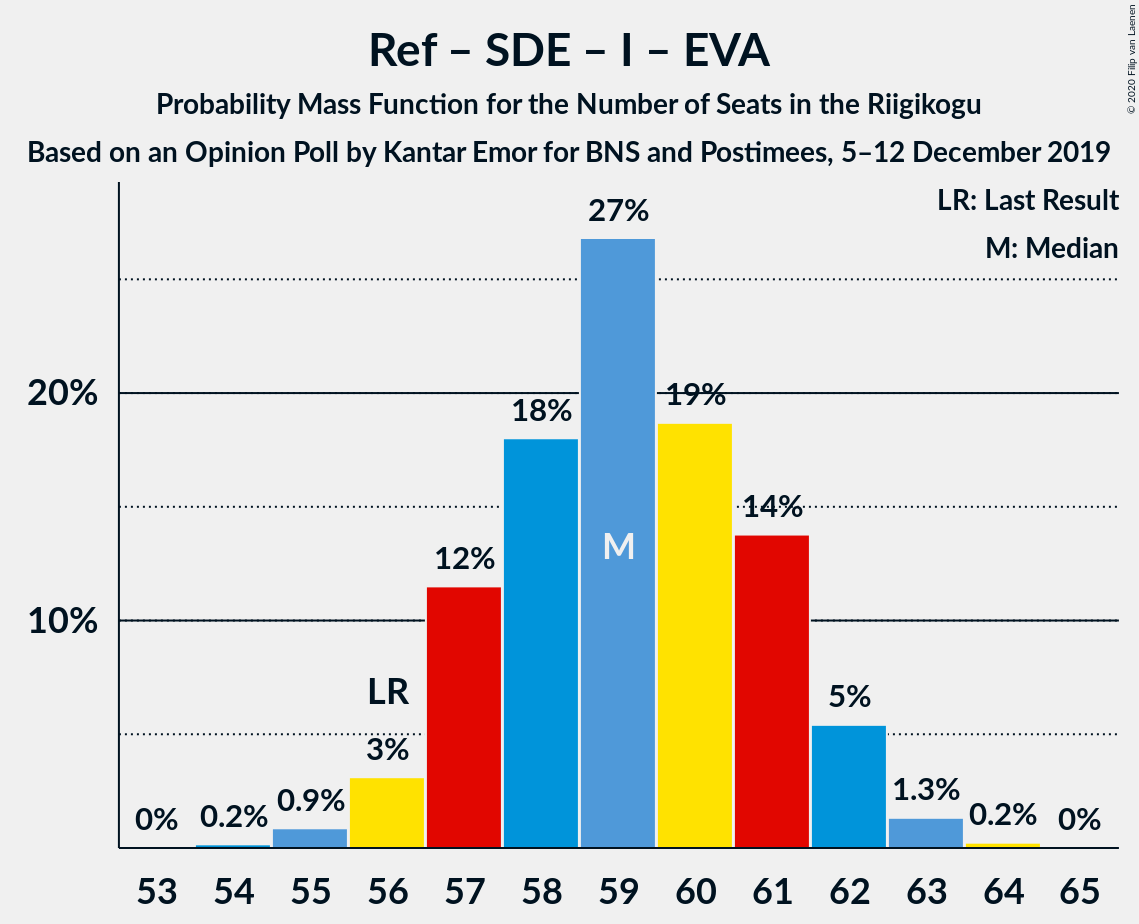 Ref – SDE – I – EVA
Probability Mass Function for the Number of Seats in the Riigikogu
Based on an Opinion Poll by Kantar Emor for BNS and Postimees, 5–12 December 2019
© 2020 Filip van Laenen
LR: Last Result
M: Median
20%
10%
0%
0.2%
0.9%
LR
3%
12%
18%
27%
M
19%
14%
5%
1.3%
0.2%
0%
53 54 55 56 57 58 59 60 61 62 63 64 65